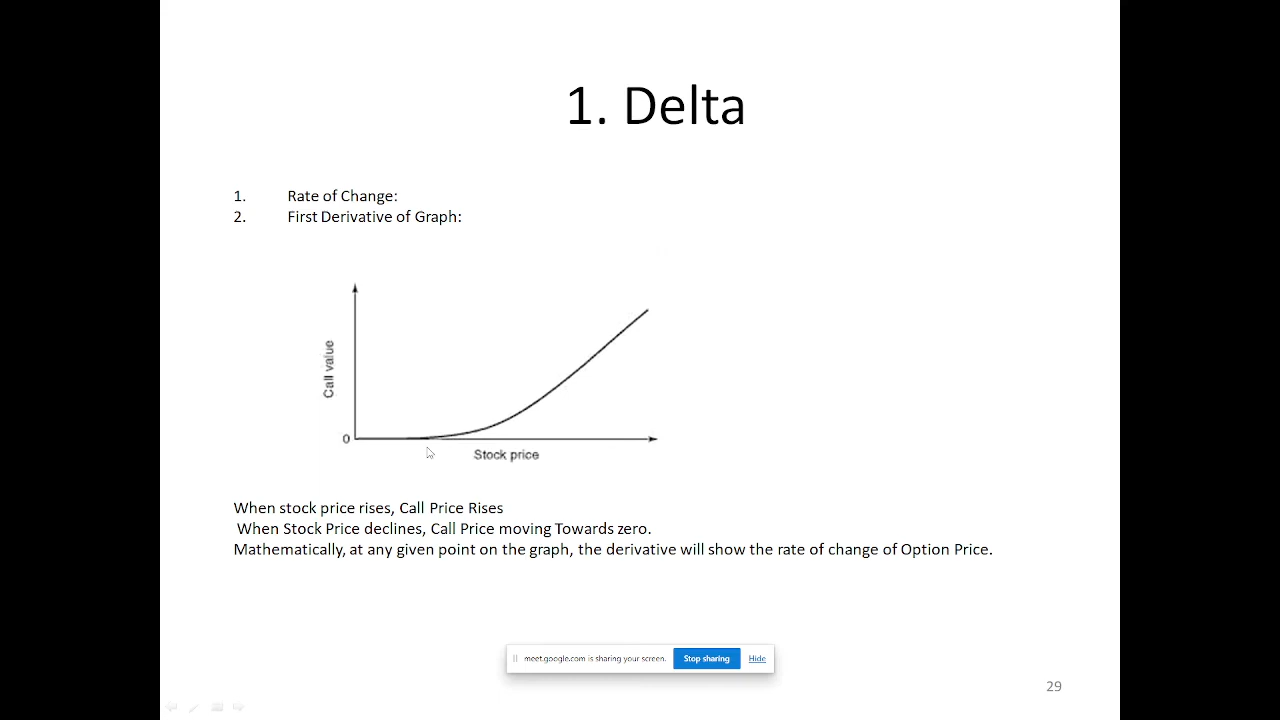 1. Delta
1. Rate of Change:
2. First Derivative of Graph:
Call value
0
Stock price
When stock price rises, Call Price Rises
When Stock Price declines, Call Price moving Towards zero.
Mathematically, at any given point on the graph, the derivative will show the rate of change of Option Price.
meet.google.com is sharing your screen. Stop sharing Hide
29